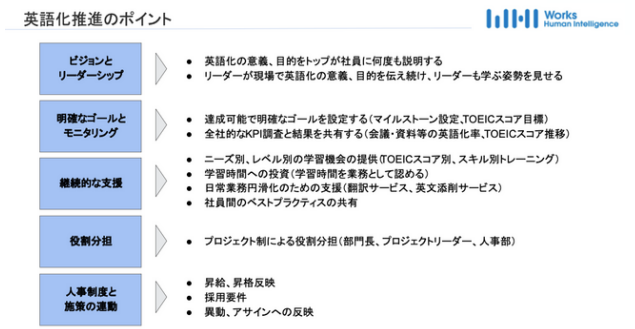 英語化推進のポイント
Works
Human Intelligence
ビジョンと
リーダーシップ
● 英語化の意義、目的をトップが社員に何度も説明する
● リーダーが現場で英語化の意義、目的を伝え続け、リーダーも学ぶ姿勢を見せる
明確なゴールと
モニタリング
● 達成可能で明確なゴールを設定する(マイルストーン設定、TOEICスコア目標)
● 全社的なKPI調査と結果を共有する(会議・資料等の英語化率、TOEICスコア推移)
継続的な支援
● ニーズ別、レベル別の学習機会の提供(TOEICスコア別、スキル別トレーニング)
● 学習時間への投資(学習時間を業務として認める)
● 日常業務円滑化のための支援(翻訳サービス、英文添削サービス)
● 社員間のベストプラクティスの共有
役割分担
● プロジェクト制による役割分担(部門長、プロジェクトリーダー、人事部)
人事制度と
施策の連動
● 昇給、昇格反映
● 採用要件
● 異動、アサインへの反映